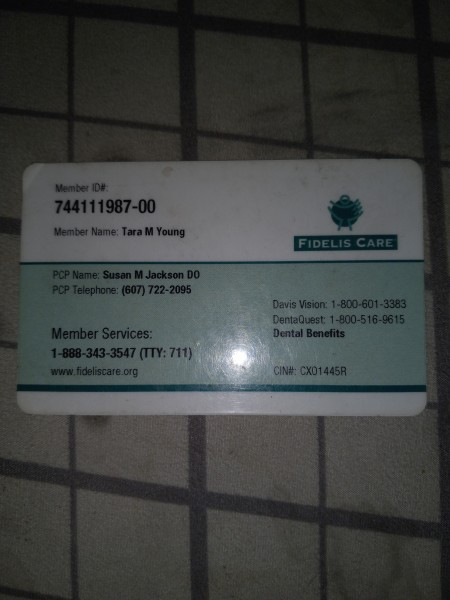 Member ID#:
744111987-00
Member Name: Tara M Young
FIDELIS CARE
PCP Name: Susan M Jackson DO
PCP Telephone: (607) 722-2095
Davis Vision: 1-800-601-3383
DentaQuest: 1-800-516-9615
Dental Benefits
Member Services:
1-888-343-3547 (TTY: 711)
www.fideliscare.org
CIN#: CX01445R